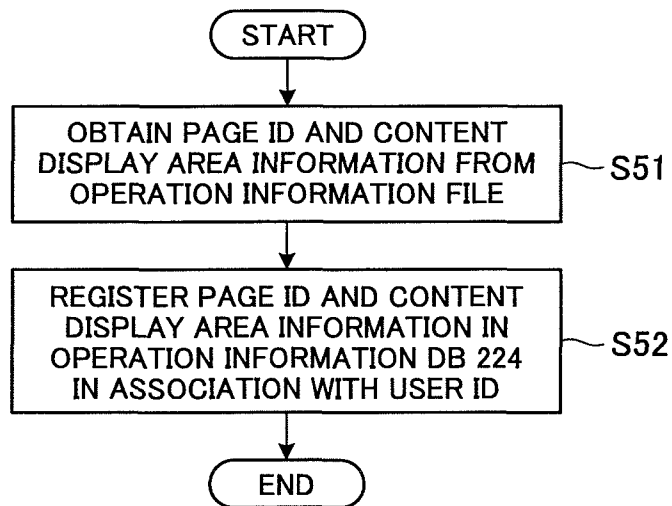 START
OBTAIN PAGE ID AND CONTENT
DISPLAY AREA INFORMATION FROM
OPERATION INFORMATION FILE
S51
REGISTER PAGE ID AND CONTENT
DISPLAY AREA INFORMATION IN
OPERATION INFORMATION DB 224
IN ASSOCIATION WITH USER ID
S52
END